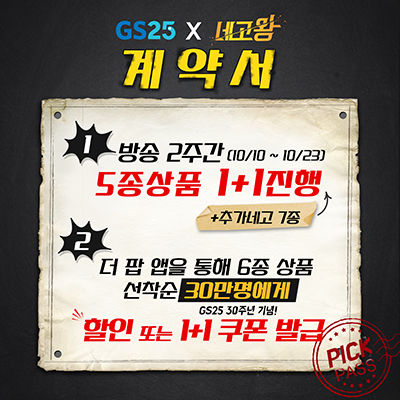 GS25 X 네고왕
계약서
1 방송 2주간 (10/10 ~ 10/23)
5종상품 1+1진행
+추가네고 7종
2
더 팝 앱을 통해 6종 상품
선착순 30만명에게
GS25 30주년 기념!
할인 또는 1+1 쿠폰 발급
PICK
PASS